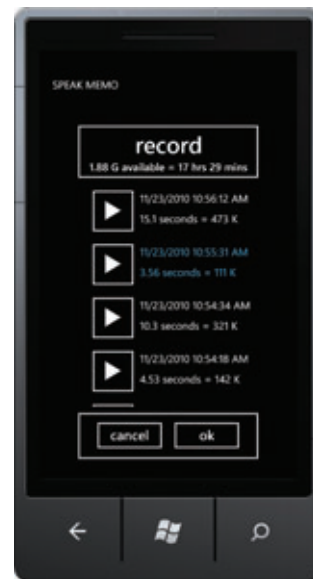 SPEAK MEMO
record
1.88 G available = 17 hrs 29 mins
11/23/2010 10:56:12 AM
15.1 seconds = 473 K
11/23/2010 10:55:31 AM
3.56 seconds = 111 K
11/23/2010 10:54:34 AM
10.3 seconds = 321 K
11/23/2010 10:54:18 AM
4.53 seconds = 142 K
cancel ok